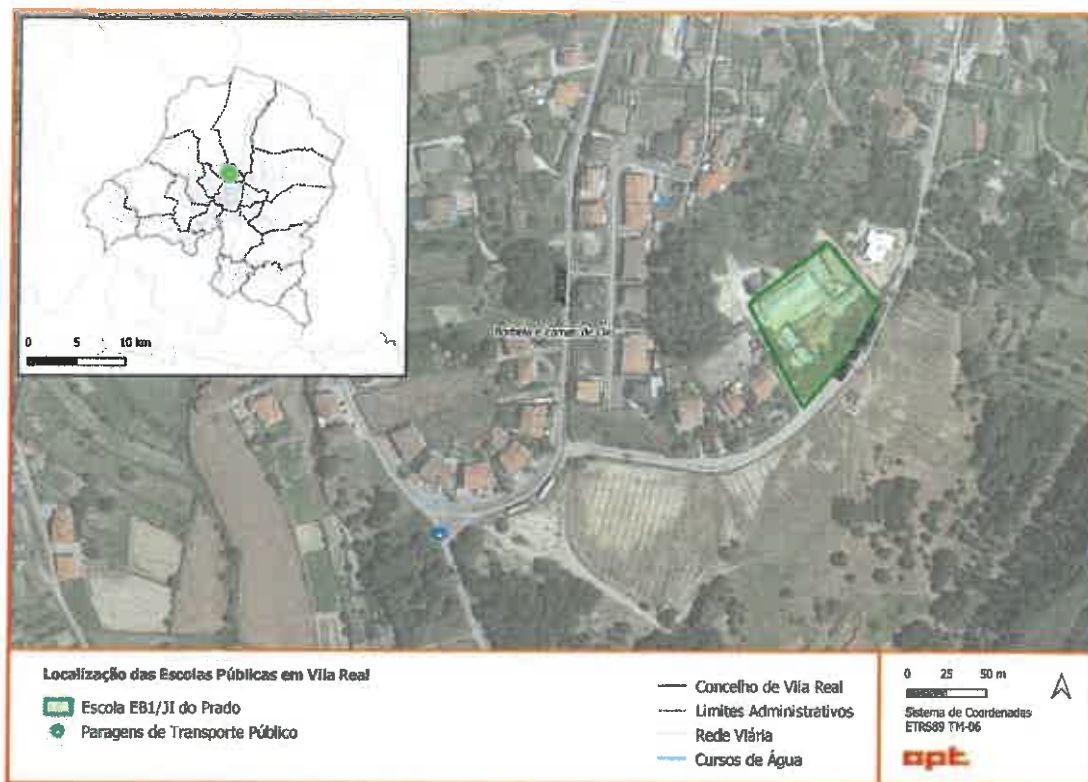 0 5 10 km
Localização das Escolas Públicas em Vila Real
Escola EB1/JI do Prado
Paragens de Transporte Público
Concelho de Vila Real
Limites Administrativos
Rede Viária
Cursos de Água
0 25 50 m
Sistema de Coordenadas
ETRS89 TM-06
opt